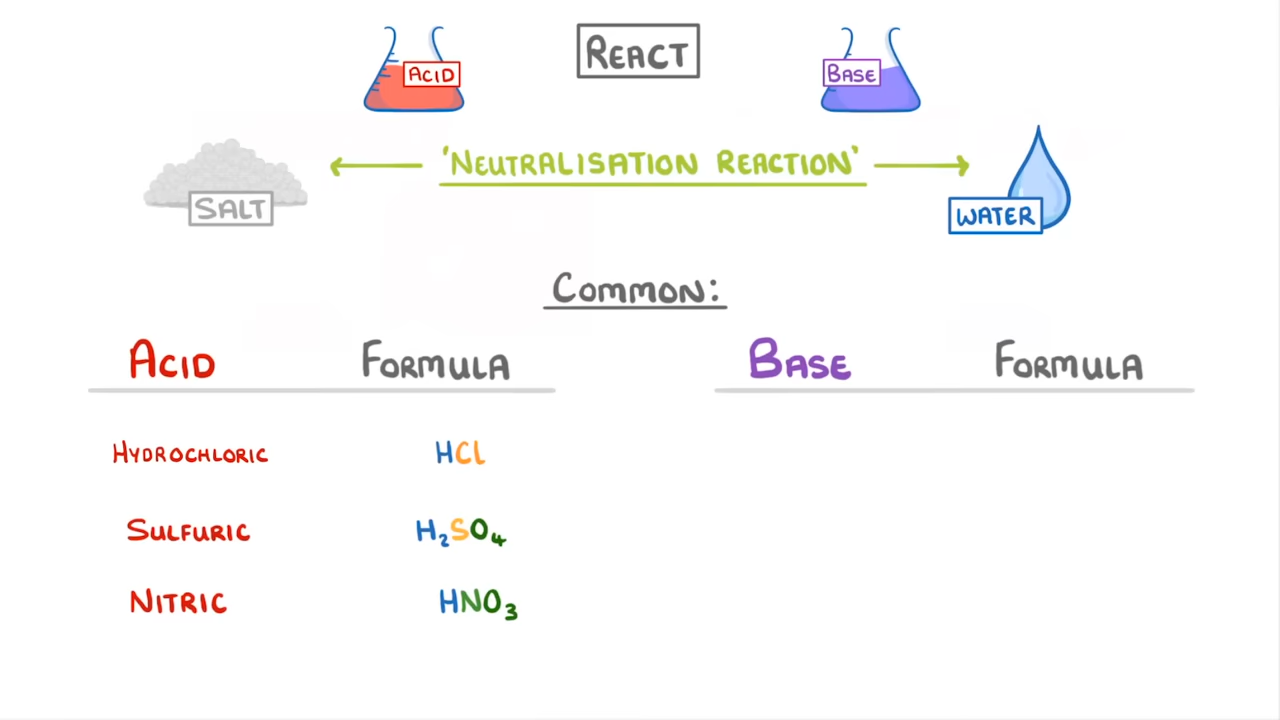 REACT
ACID
BASE
'NEUTRALISATION REACTION'
SALT
WATER
COMMON:
ACID FORMULA
BASE FORMULA
HYDROCHLORIC HCl
SULFURIC H₂SO₄
NITRIC HNO₃